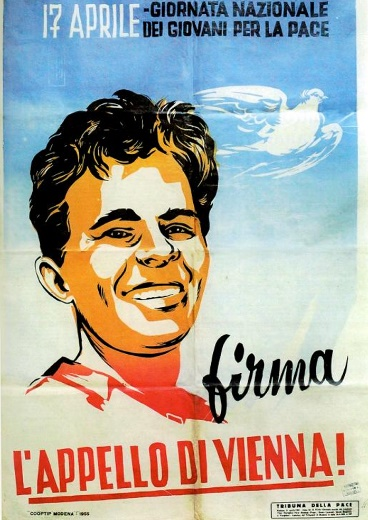 17 APRILE - GIORNATA NAZIONALE
DEI GIOVANI PER LA PACE
firma
L'APPELLO DI VIENNA!
COOPTIP MODENA 1955
TRIBUNA DELLA PACE